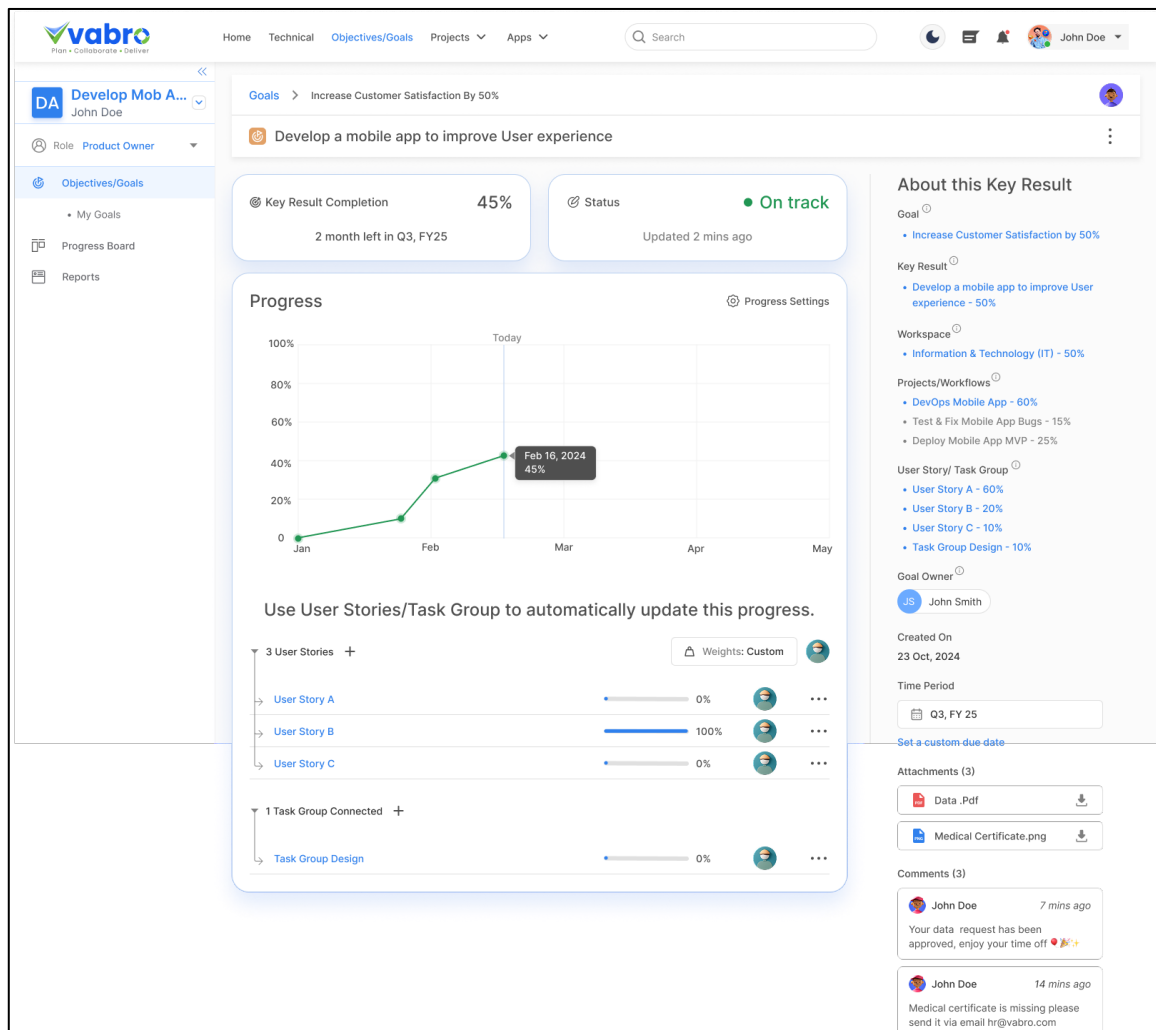 vabro
Plan • Collaborate • Deliver
Home Technical Objectives/Goals Projects Apps Search John Doe
DA Develop Mob A...
John Doe
Role Product Owner
Objectives/Goals
• My Goals
Progress Board
Reports
Goals > Increase Customer Satisfaction By 50%
Develop a mobile app to improve User experience
Key Result Completion 45%
2 month left in Q3, FY25
Status • On track
Updated 2 mins ago
Progress
Progress Settings
Today
100%
80%
60%
40%
20%
0
Feb 16, 2024
45%
Jan Feb Mar Apr May
Use User Stories/Task Group to automatically update this progress.
3 User Stories + Weights: Custom
User Story A 0%
User Story B 100%
User Story C 0%
1 Task Group Connected +
Task Group Design 0%
About this Key Result
Goal
• Increase Customer Satisfaction by 50%
Key Result
• Develop a mobile app to improve User
experience - 50%
Workspace
• Information & Technology (IT) - 50%
Projects/Workflows
• DevOps Mobile App - 60%
• Test & Fix Mobile App Bugs - 15%
• Deploy Mobile App MVP - 25%
User Story/ Task Group
• User Story A - 60%
• User Story B - 20%
• User Story C - 10%
• Task Group Design - 10%
Goal Owner
JS John Smith
Created On
23 Oct, 2024
Time Period
Q3, FY 25
Set a custom due date
Attachments (3)
PDF Data .Pdf
PNG Medical Certificate.png
Comments (3)
John Doe 7 mins ago
Your data request has been
approved, enjoy your time off 🎈🎉✨
John Doe 14 mins ago
Medical certificate is missing please
send it via email hr@vabro.com